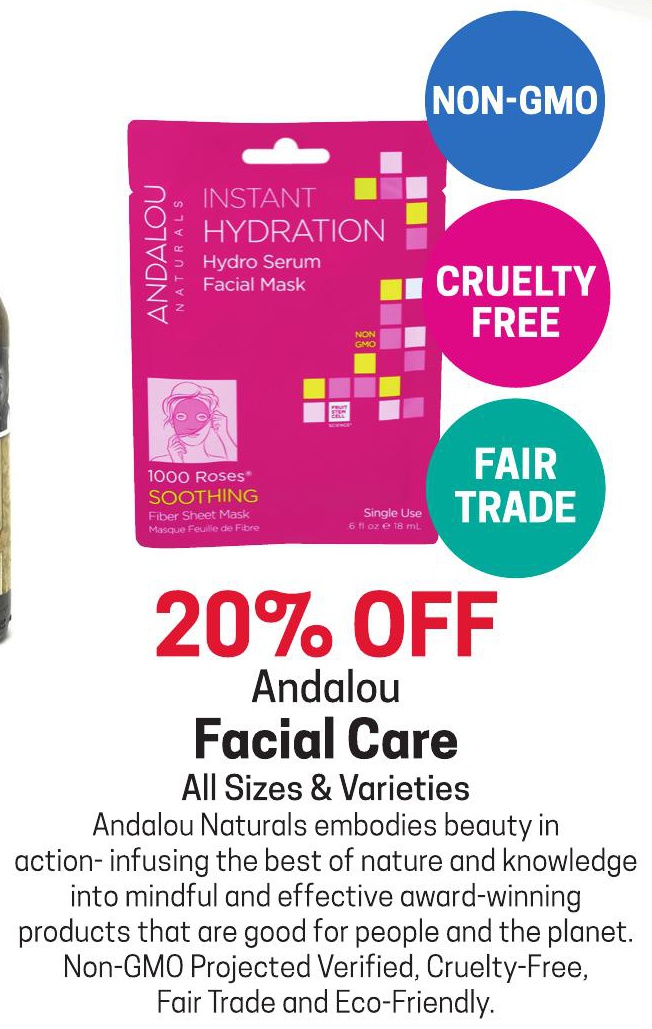 NON-GMO
ANDALOU
NATURALS
INSTANT
HYDRATION
Hydro Serum
Facial Mask
CRUELTY
FREE
NON
GMO
FRUIT
STEM
CELL
SCIENCE®
FAIR
TRADE
1000 Roses®
SOOTHING
Fiber Sheet Mask
Masque Feuille de Fibre
Single Use
.6 fl oz ℮ 18 mL
20% OFF
Andalou
Facial Care
All Sizes & Varieties
Andalou Naturals embodies beauty in
action- infusing the best of nature and knowledge
into mindful and effective award-winning
products that are good for people and the planet.
Non-GMO Projected Verified, Cruelty-Free,
Fair Trade and Eco-Friendly.